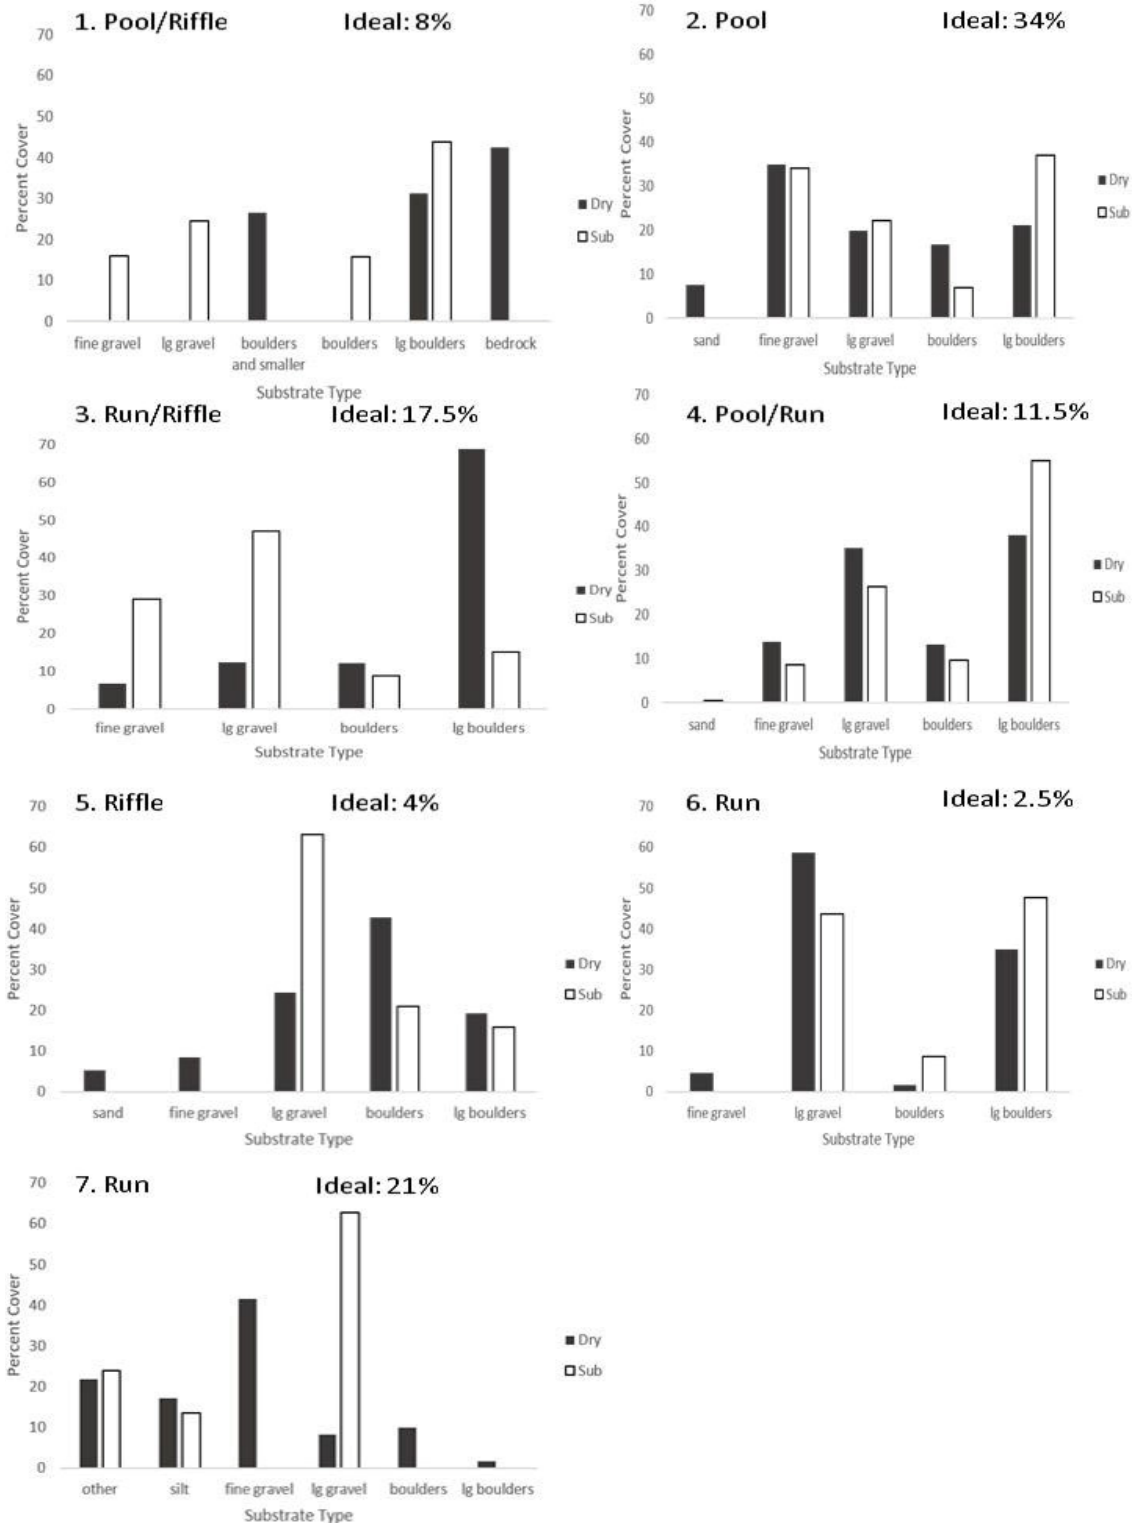 1. Pool/Riffle Ideal: 8%
70
60
50
40
30
20
10
0
Percent Cover
fine gravel lg gravel boulders and smaller boulders lg boulders bedrock
Substrate Type
Dry
Sub
2. Pool Ideal: 34%
70
60
50
40
30
20
10
0
Percent Cover
sand fine gravel lg gravel boulders lg boulders
Substrate Type
Dry
Sub
3. Run/Riffle Ideal: 17.5%
70
60
50
40
30
20
10
0
Percent Cover
fine gravel lg gravel boulders lg boulders
Substrate Type
Dry
Sub
4. Pool/Run Ideal: 11.5%
70
60
50
40
30
20
10
0
Percent Cover
sand fine gravel lg gravel boulders lg boulders
Substrate Type
Dry
Sub
5. Riffle Ideal: 4%
70
60
50
40
30
20
10
0
Percent Cover
sand fine gravel lg gravel boulders lg boulders
Substrate Type
Dry
Sub
6. Run Ideal: 2.5%
70
60
50
40
30
20
10
0
Percent Cover
fine gravel lg gravel boulders lg boulders
Substrate Type
Dry
Sub
7. Run Ideal: 21%
70
60
50
40
30
20
10
0
Percent Cover
other silt fine gravel lg gravel boulders lg boulders
Substrate Type
Dry
Sub